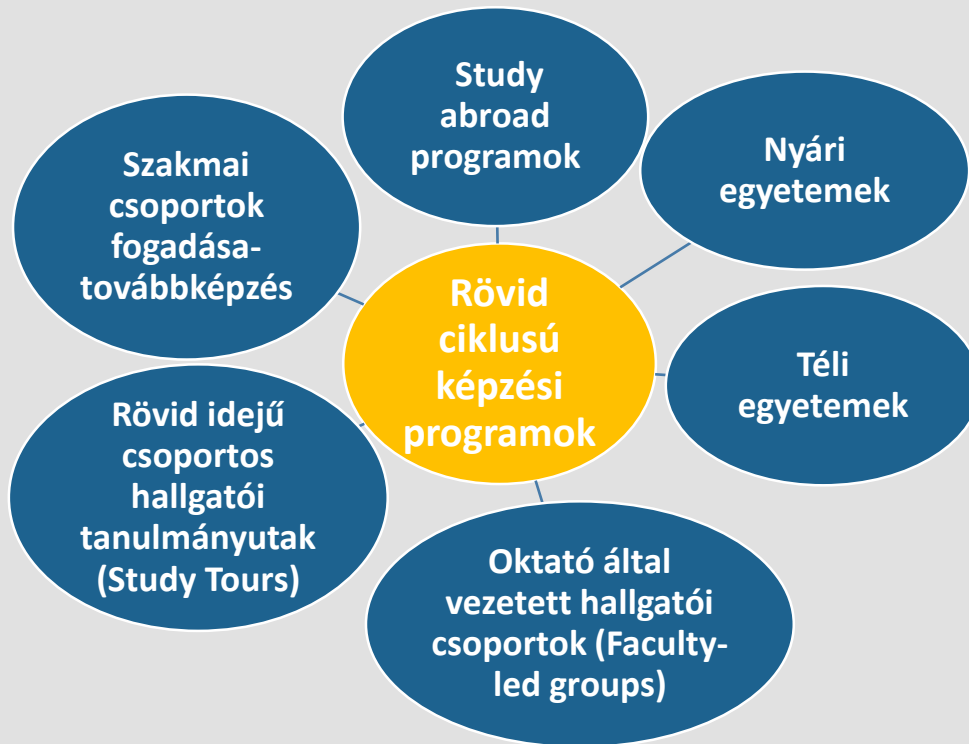 Study
abroad
programok
Nyári
egyetemek
Szakmai
csoportok
fogadása-
továbbképzés
Rövid
ciklusú
képzési
programok
Téli
egyetemek
Rövid idejű
csoportos
hallgatói
tanulmányutak
(Study Tours)
Oktató által
vezetett hallgatói
csoportok (Faculty-
led groups)